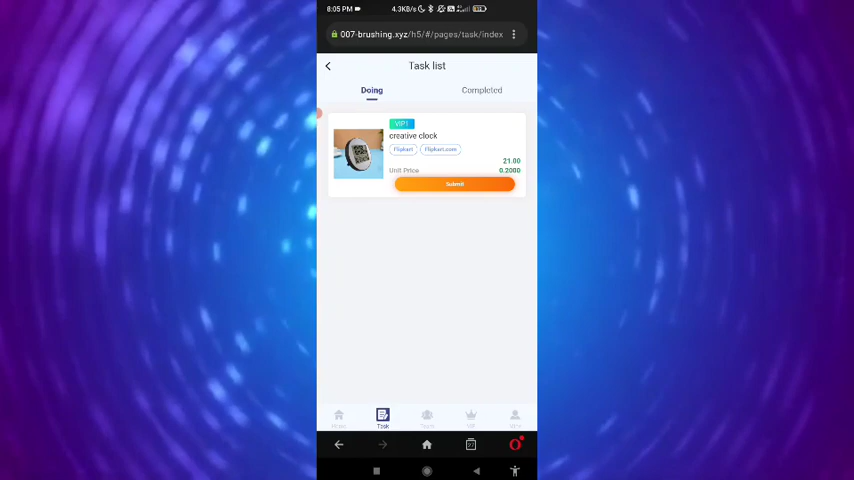 8:05 PM
4.3KB/s
007-brushing.xyz/h5/#/pages/task/index
Task list
Doing
Completed
VIP1
creative clock
Flipkart
Flipkart.com
21.00
Unit Price
0.2000
Submit
Task